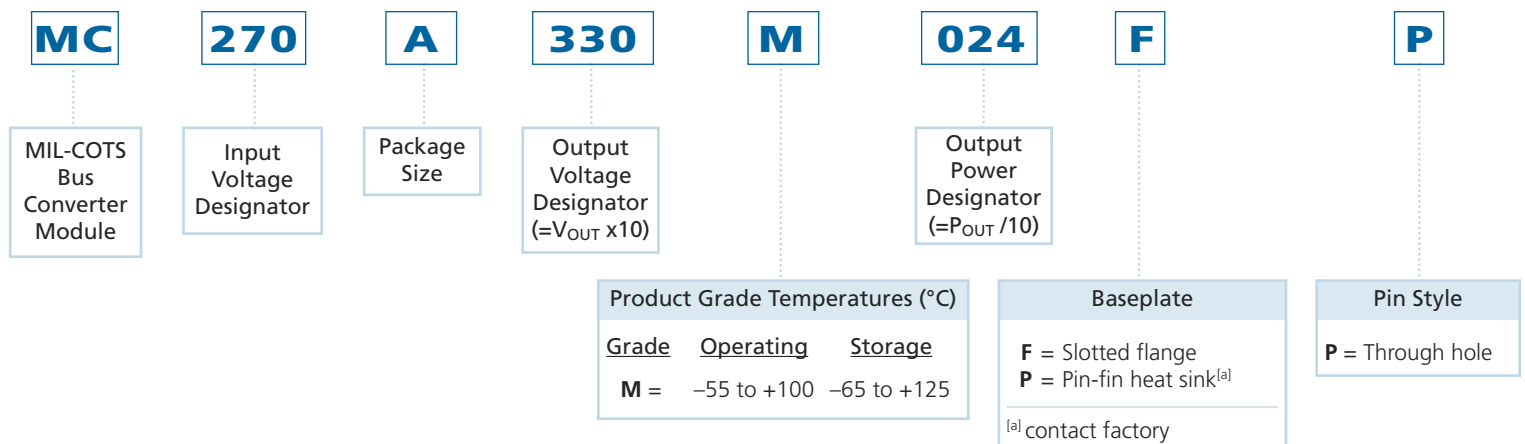 MC 270 A 330 M 024 F P
MIL-COTS
Bus
Converter
Module
Input
Voltage
Designator
Package
Size
Output
Voltage
Designator
(=VOUT x10)
Output
Power
Designator
(=POUT /10)
Product Grade Temperatures (°C)
Grade Operating Storage
M = –55 to +100 –65 to +125
Baseplate
F = Slotted flange
P = Pin-fin heat sink[a]
[a] contact factory
Pin Style
P = Through hole